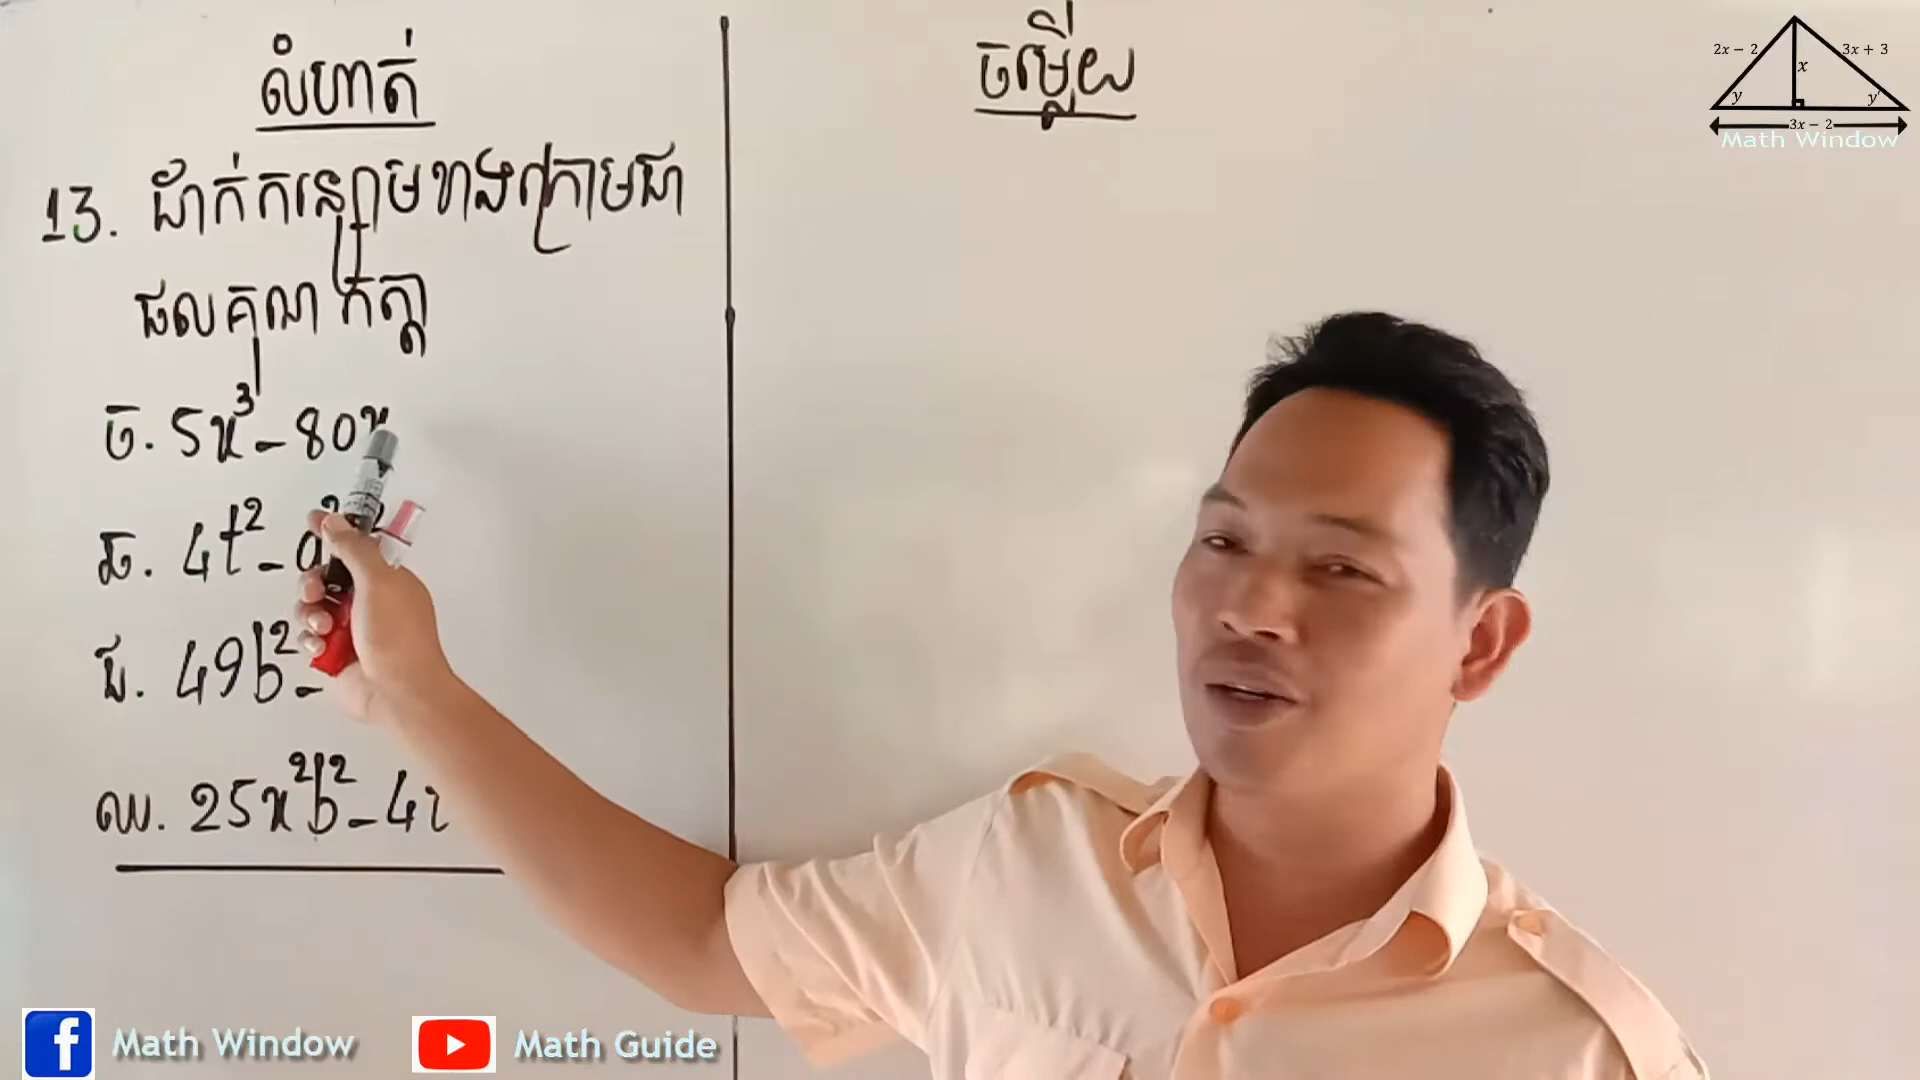 លំហាត់
13. ដាក់កន្សោមខាងក្រោមជា
ផលគុណកត្តា
ច. 5x³ - 80x
ឆ. 4t² - a
ជ. 49b² -
ឈ. 25x²b² - 4
ចម្លើយ
2x − 2
3x + 3
x
y
y'
3x − 2
Math Window
Math Window
Math Guide